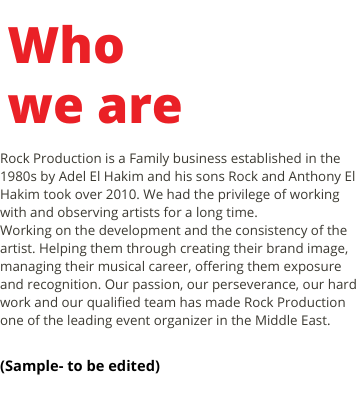 Who
we are
Rock Production is a Family business established in the
1980s by Adel El Hakim and his sons Rock and Anthony El
Hakim took over 2010. We had the privilege of working
with and observing artists for a long time.
Working on the development and the consistency of the
artist. Helping them through creating their brand image,
managing their musical career, offering them exposure
and recognition. Our passion, our perseverance, our hard
work and our qualified team has made Rock Production
one of the leading event organizer in the Middle East.
(Sample- to be edited)